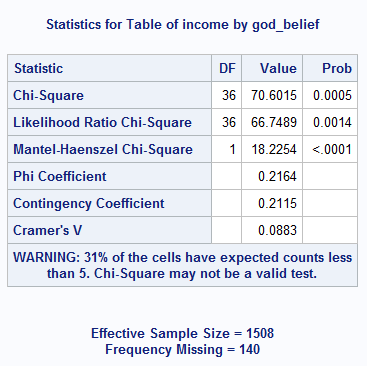 Statistics for Table of income by god_belief
Statistic DF Value Prob
Chi-Square 36 70.6015 0.0005
Likelihood Ratio Chi-Square 36 66.7489 0.0014
Mantel-Haenszel Chi-Square 1 18.2254 <.0001
Phi Coefficient 0.2164
Contingency Coefficient 0.2115
Cramer's V 0.0883
WARNING: 31% of the cells have expected counts less
than 5. Chi-Square may not be a valid test.
Effective Sample Size = 1508
Frequency Missing = 140